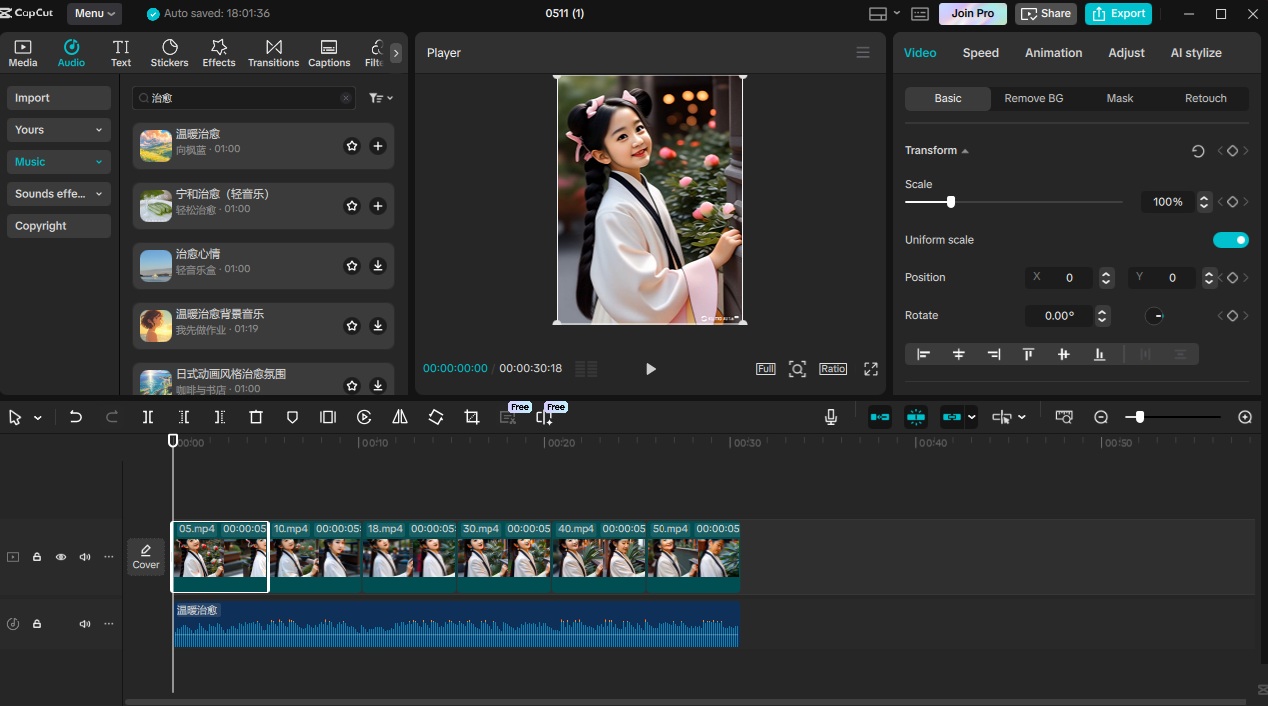 CapCut
Menu
Auto saved: 18:01:36
0511 (1)
Join Pro
Share
Export
Media
Audio
Text
Stickers
Effects
Transitions
Captions
Filte
Import
Yours
Music
Sounds effe...
Copyright
治愈
温暖治愈
向枫蓝 · 01:00
宁和治愈（轻音乐）
轻松治愈 · 01:00
治愈心情
轻音乐盒 · 01:00
温暖治愈背景音乐
我先做作业 · 01:19
日式动画风格治愈氛围
咖啡与书店 · 01:00
Player
00:00:00:00 / 00:00:30:18
Full
Ratio
Video
Speed
Animation
Adjust
AI stylize
Basic
Remove BG
Mask
Retouch
Transform
Scale
100%
Uniform scale
Position
X 0
Y 0
Rotate
0.00°
Free
Free
00:00
00:10
00:20
00:30
00:40
00:50
05.mp4 00:00:05
10.mp4 00:00:05
18.mp4 00:00:05
30.mp4 00:00:05
40.mp4 00:00:05
50.mp4 00:00:05
Cover
温暖治愈